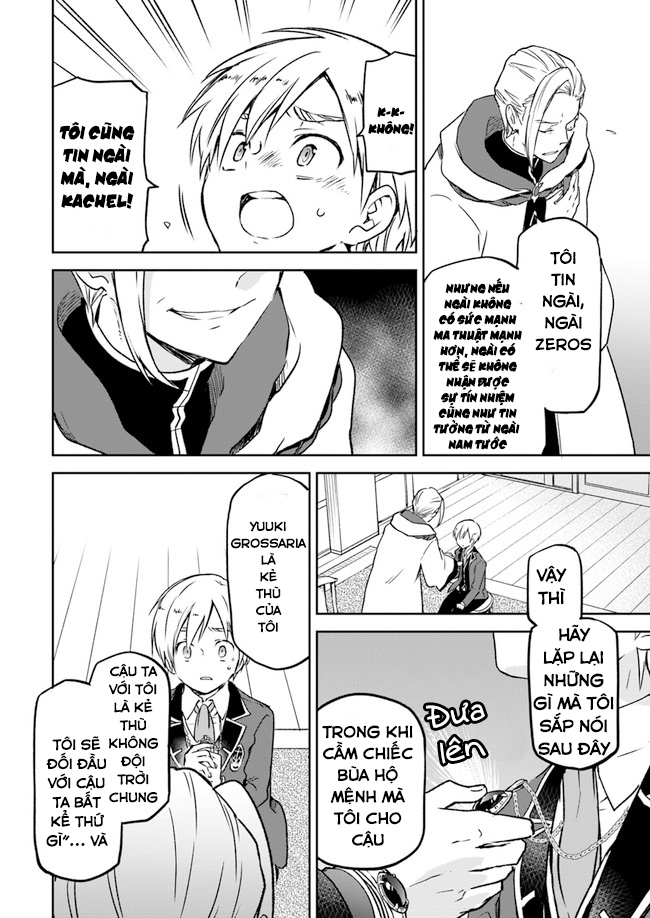 TÔI
TIN
NGÀI,
NGÀI
ZEROS
NHƯNG NẾU
NGÀI KHÔNG
CÓ SỨC MẠNH
MA THUẬT MẠNH
HƠN, NGÀI CÓ
THỂ SẼ KHÔNG
NHẬN ĐƯỢC
SỰ TÍN NHIỆM
CŨNG NHƯ TIN
TƯỞNG TỪ NGÀI
NAM TƯỚC
K-K-
KHÔNG!
TÔI CŨNG
TIN NGÀI
MÀ, NGÀI
KACHEL!
VẬY
THÌ
HÃY
LẶP LẠI
NHỮNG
GÌ MÀ TÔI
SẮP NÓI
SAU ĐÂY
Đưa
lên
TRONG KHI
CẦM CHIẾC
BÙA HỘ
MỆNH MÀ
TÔI CHO
CẬU
YUUKI
GROSSARIA
LÀ
KẺ
THÙ
CỦA
TÔI
CẬU TA
VỚI TÔI
LÀ KẺ
THÙ
KHÔNG
ĐỘI
TRỜI
CHUNG
TÔI SẼ
ĐỐI ĐẦU
VỚI CẬU
TA BẤT
KỂ THỨ
GÌ"... VÀ